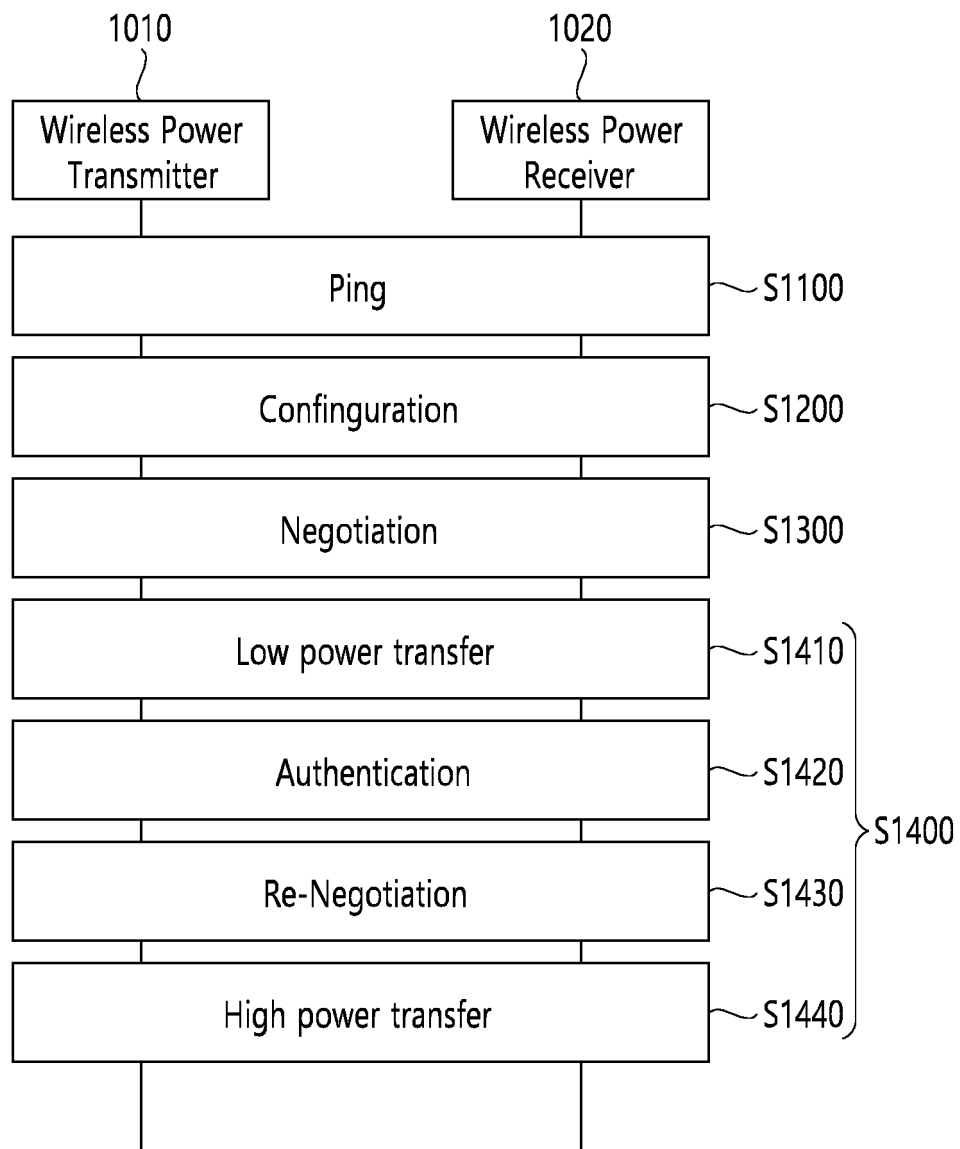 1010
1020
Wireless Power
Transmitter
Wireless Power
Receiver
Ping
S1100
Confinguration
S1200
Negotiation
S1300
Low power transfer
S1410
Authentication
S1420
S1400
Re-Negotiation
S1430
High power transfer
S1440